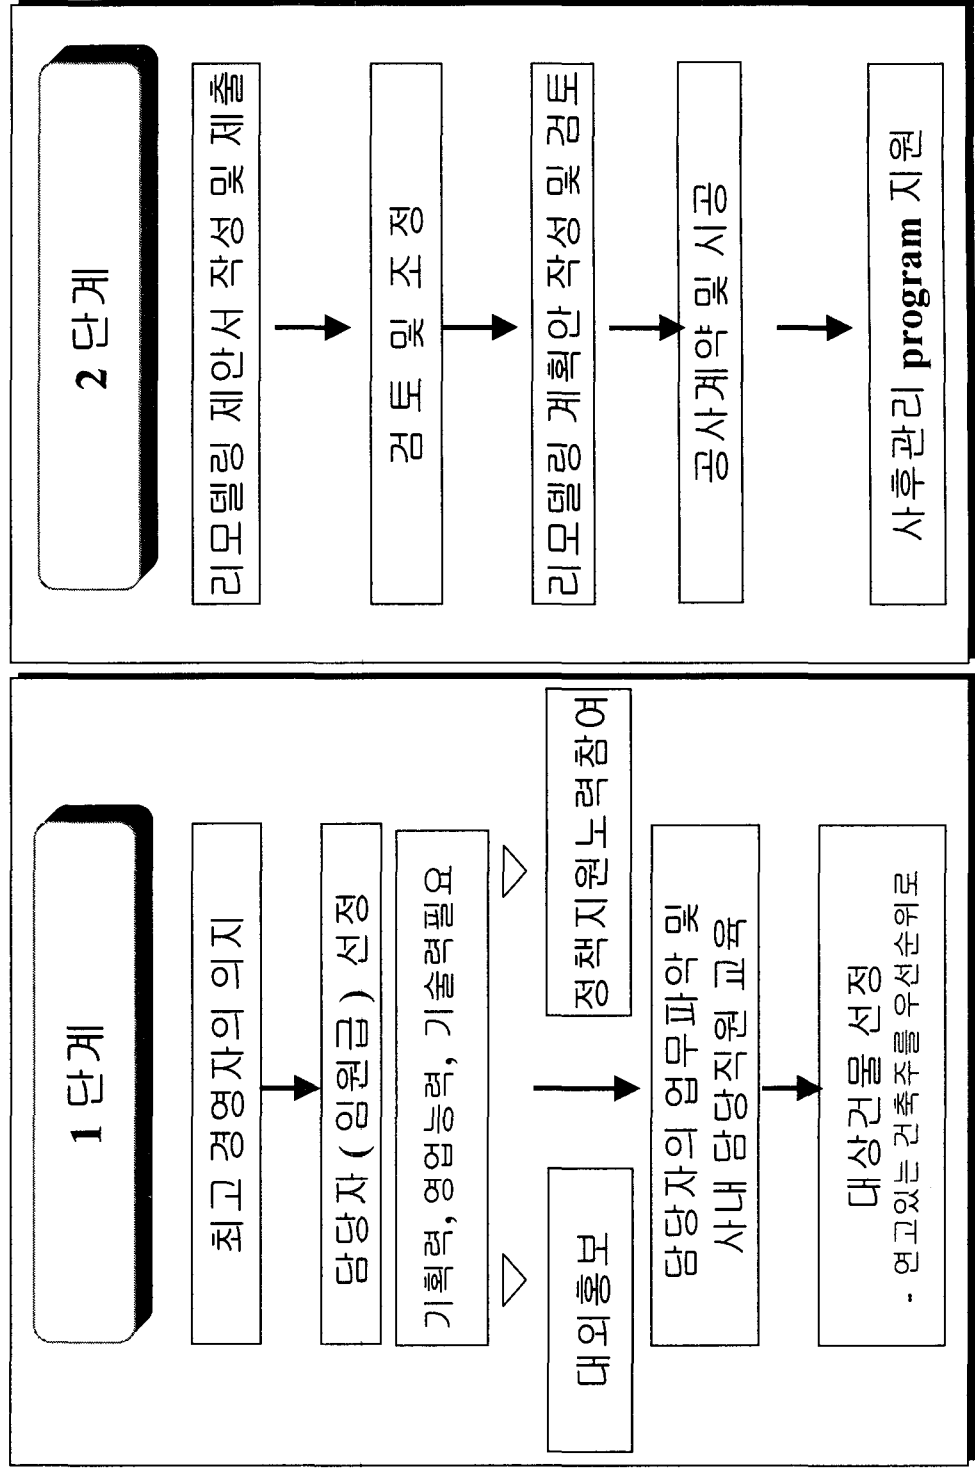 1 단계
최고 경영자의 의지
담당자 ( 임원급 ) 선정
기획력, 영업능력, 기술력필요
대외홍보
정책지원노력참여
담당자의 업무파악 및
사내 담당직원 교육
대상건물 선정
- 연고있는 건축주를 우선순위로
2 단계
리모델링 제안서 작성 및 제출
검토 및 조정
리모델링 계획안 작성 및 검토
공사계약 및 시공
사후관리 program 지원